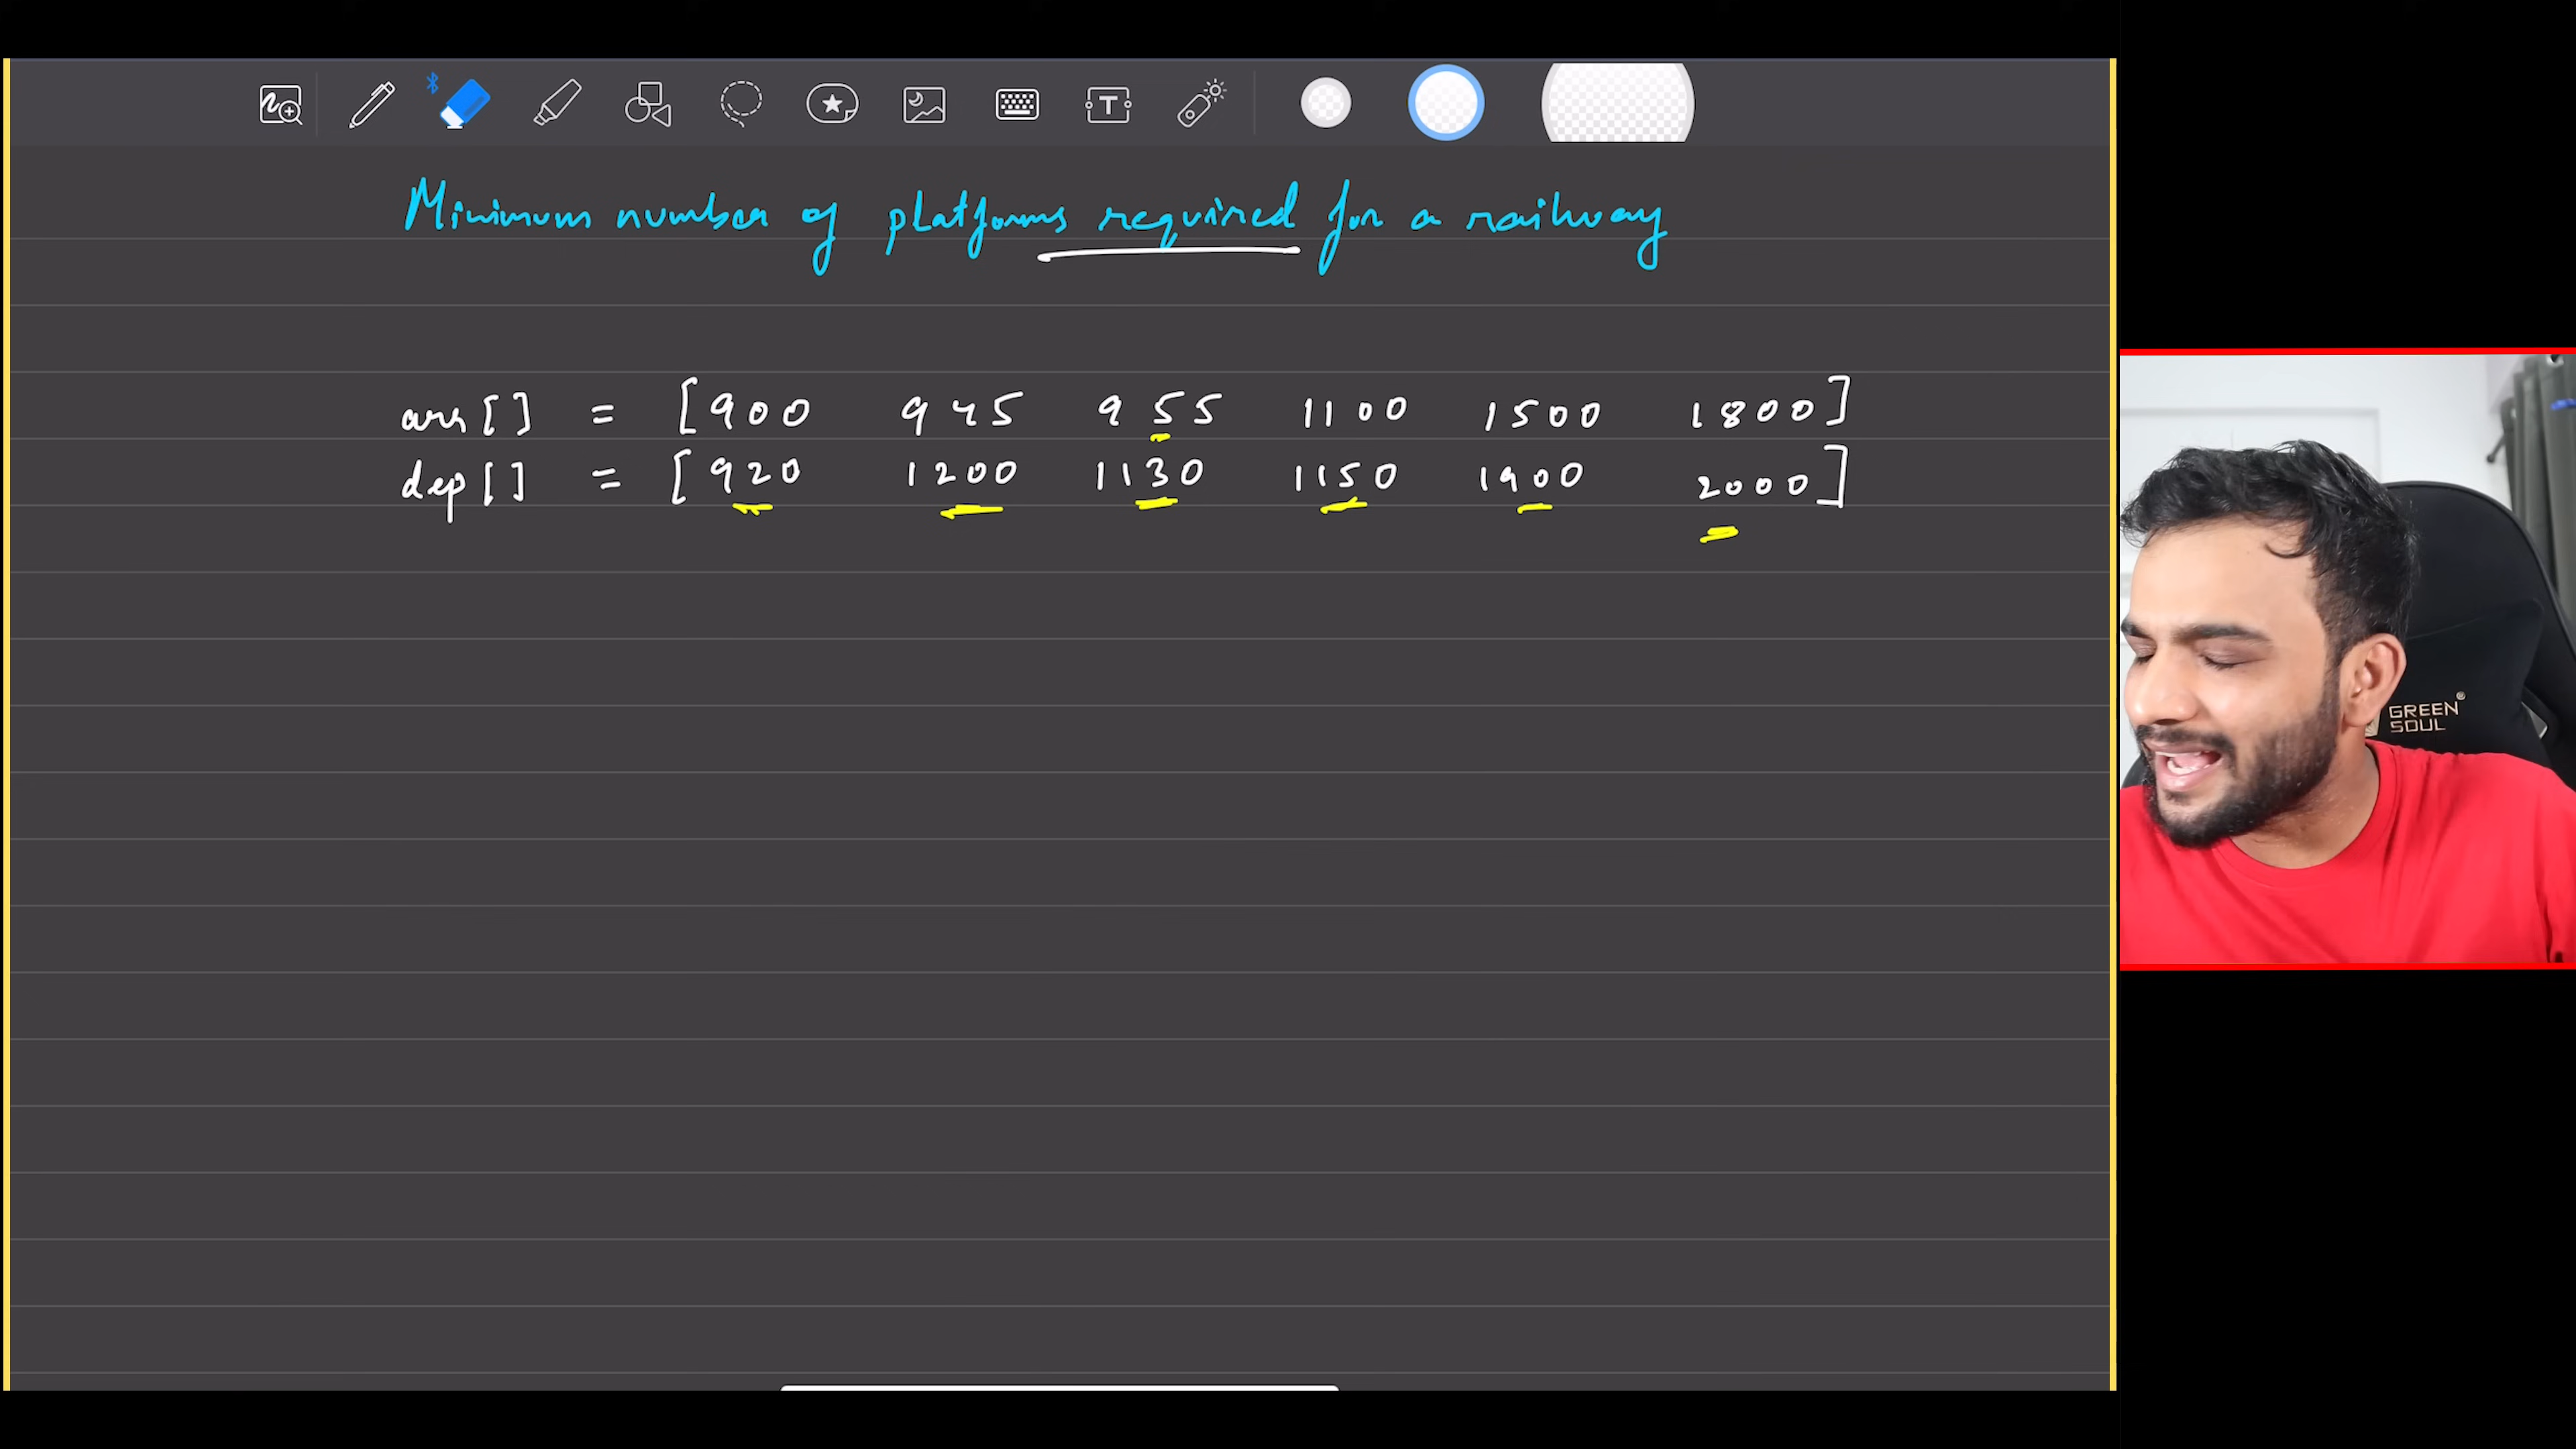 Minimum number of platforms required for a railway
arr[] = [900 945 955 1100 1500 1800]
dep[] = [920 1200 1130 1150 1900 2000]
GREEN
SOUL